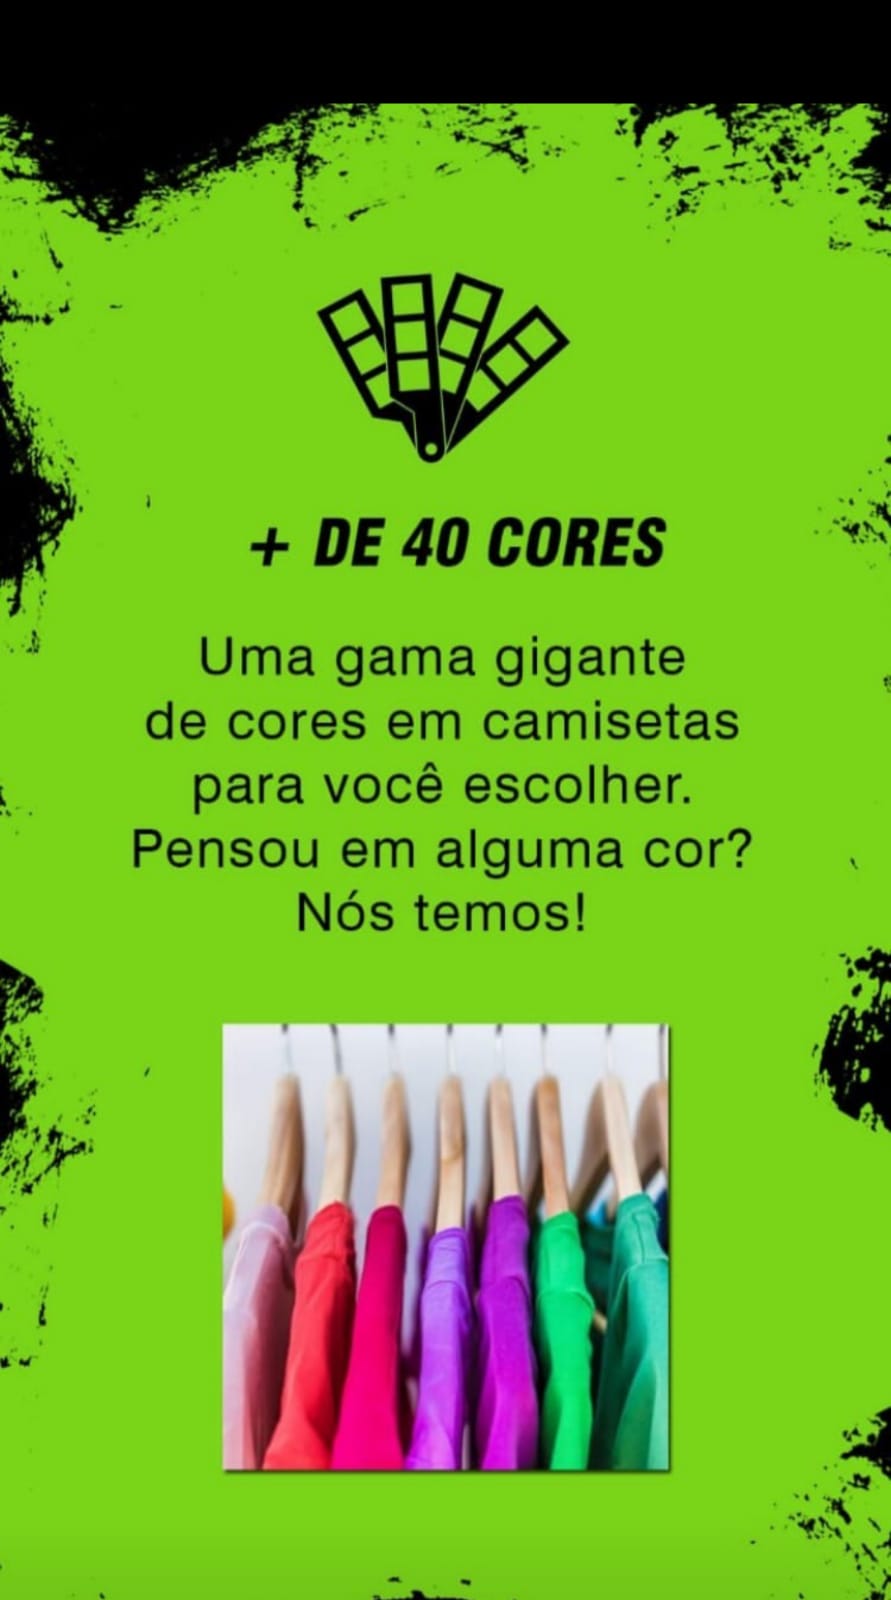 + DE 40 CORES
Uma gama gigante
de cores em camisetas
para você escolher.
Pensou em alguma cor?
Nós temos!